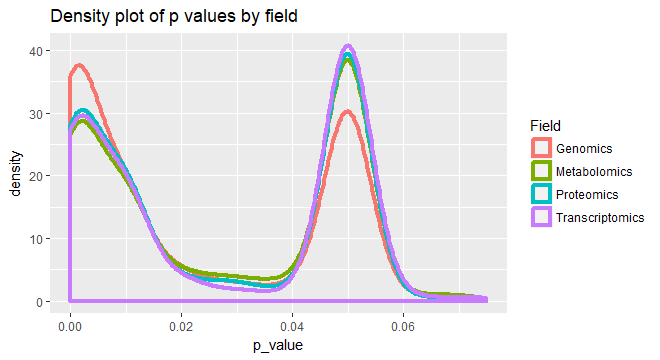 Density plot of p values by field
density
40
30
20
10
0
0.00 0.02 0.04 0.06
p_value
Field
Genomics
Metabolomics
Proteomics
Transcriptomics